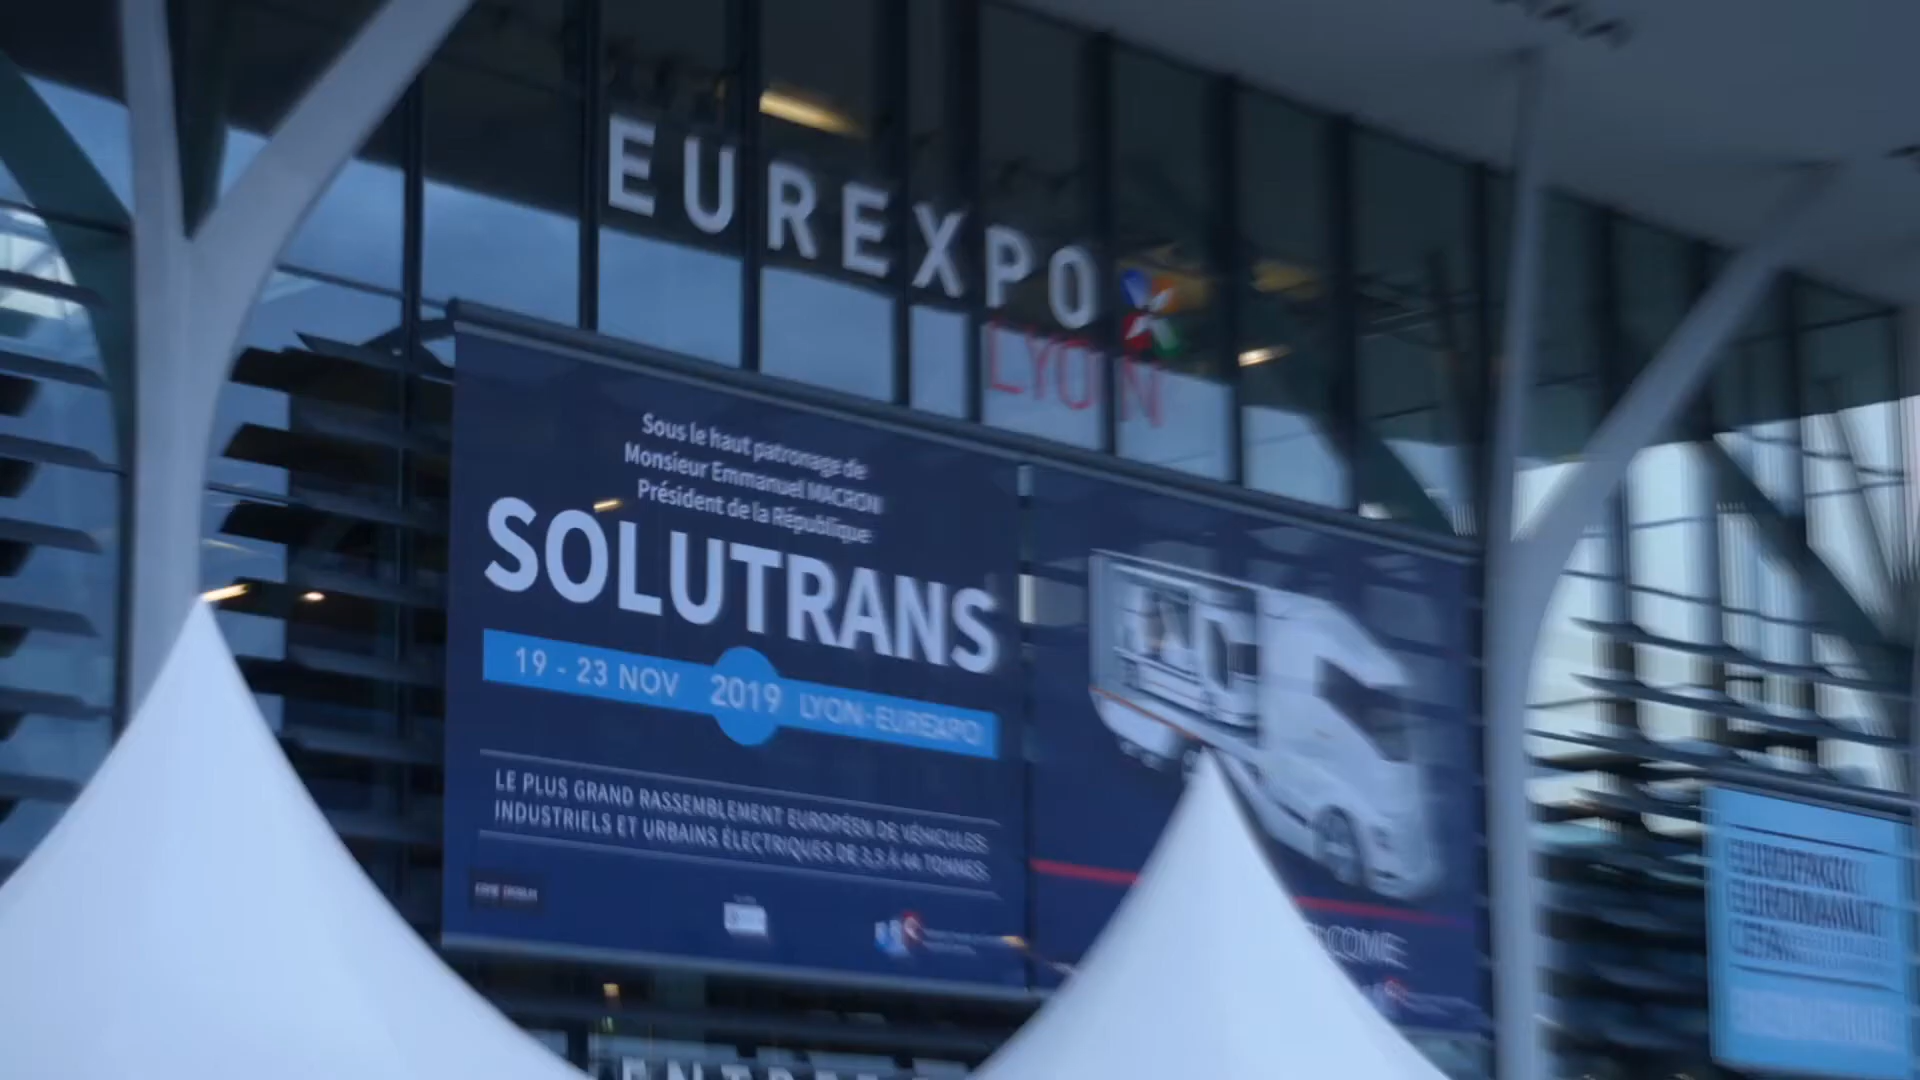 EUREXPO
LYON
Sous le haut patronage de
Monsieur Emmanuel MACRON
Président de la République
SOLUTRANS
19 - 23 NOV 2019 LYON-EUREXPO
LE PLUS GRAND RASSEMBLEMENT EUROPÉEN DE VÉHICULES
INDUSTRIELS ET URBAINS ÉLECTRIQUES DE 3,5 À 44 TONNES.